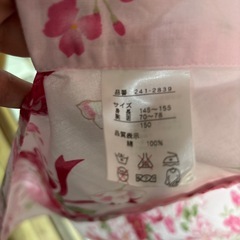 品番 241-2839
サイズ
身長 145~155
胸囲 70~78
150
品質表示
綿 100%